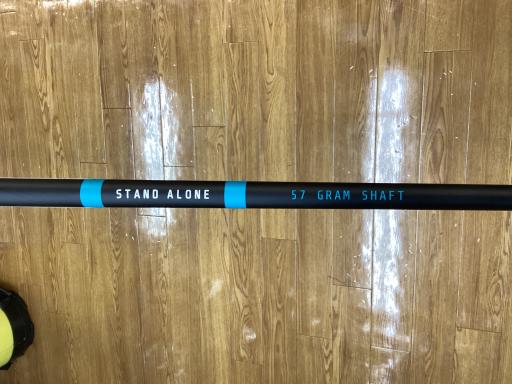 STAND ALONE 57 GRAM SHAFT